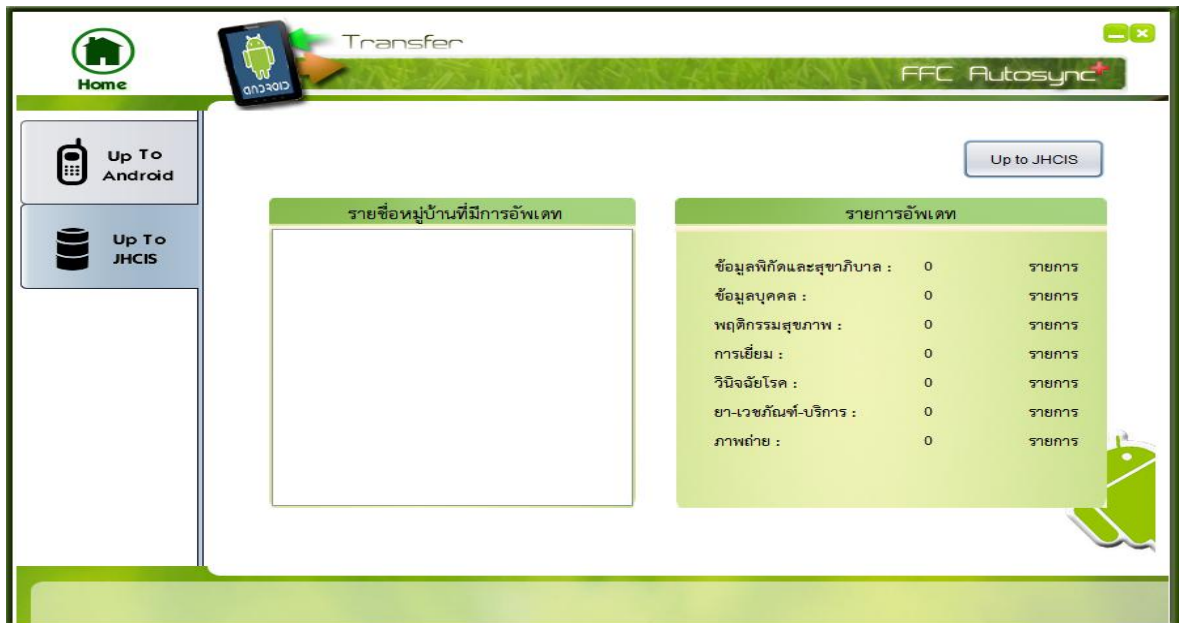 Home
Transfer
ANDROID
FFC Autosync+
Up To
Android
Up To
JHCIS
Up to JHCIS
รายชื่อหมู่บ้านที่มีการอัพเดท
รายการอัพเดท
ข้อมูลพิกัดและสุขาภิบาล : 0 รายการ
ข้อมูลบุคคล : 0 รายการ
พฤติกรรมสุขภาพ : 0 รายการ
การเยี่ยม : 0 รายการ
วินิจฉัยโรค : 0 รายการ
ยา-เวชภัณฑ์-บริการ : 0 รายการ
ภาพถ่าย : 0 รายการ